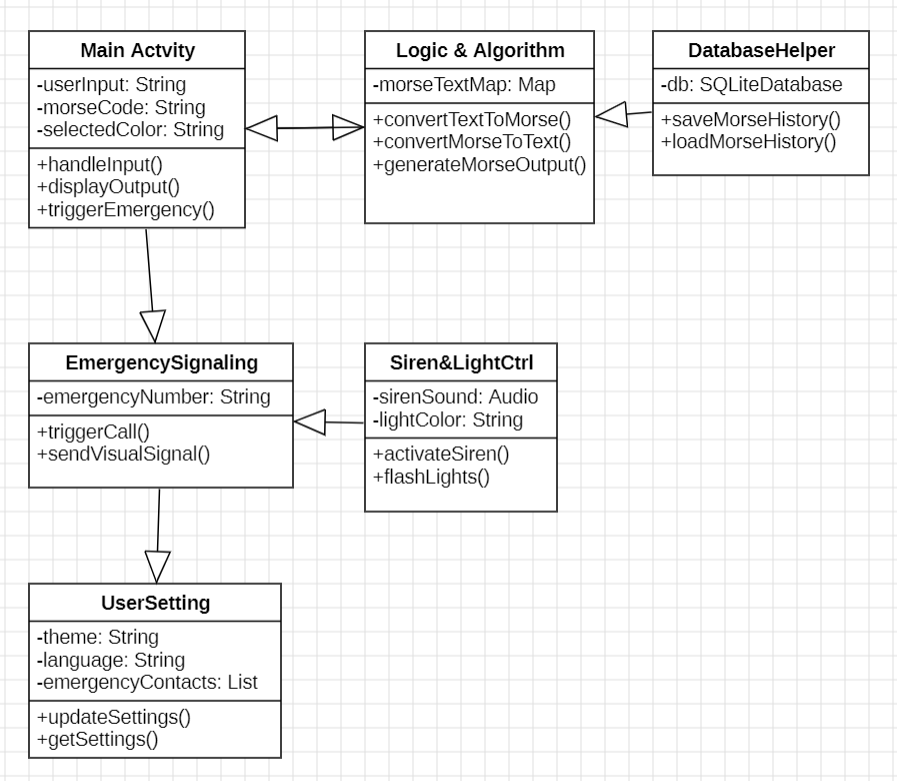 Main Actvity
-userInput: String
-morseCode: String
-selectedColor: String
+handleInput()
+displayOutput()
+triggerEmergency()
Logic & Algorithm
-morseTextMap: Map
+convertTextToMorse()
+convertMorseToText()
+generateMorseOutput()
DatabaseHelper
-db: SQLiteDatabase
+saveMorseHistory()
+loadMorseHistory()
EmergencySignaling
-emergencyNumber: String
+triggerCall()
+sendVisualSignal()
Siren&LightCtrl
-sirenSound: Audio
-lightColor: String
+activateSiren()
+flashLights()
UserSetting
-theme: String
-language: String
-emergencyContacts: List
+updateSettings()
+getSettings()